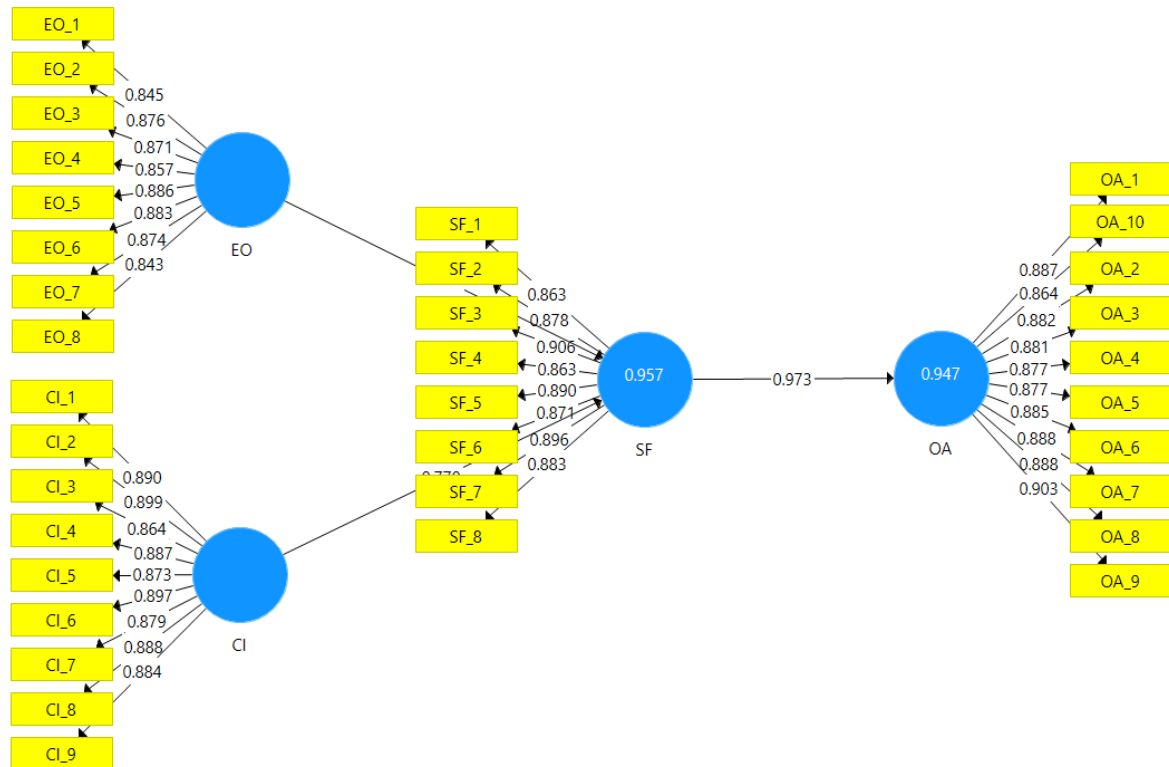 EO_1
EO_2
EO_3
EO_4
EO_5
EO_6
EO_7
EO_8
0.845
0.876
0.871
0.857
0.886
0.883
0.874
0.843
EO
CI_1
CI_2
CI_3
CI_4
CI_5
CI_6
CI_7
CI_8
CI_9
0.890
0.899
0.864
0.887
0.873
0.897
0.879
0.888
0.884
CI
SF_1
SF_2
SF_3
SF_4
SF_5
SF_6
SF_7
SF_8
0.863
0.878
0.906
0.863
0.890
0.871
0.896
0.883
0.957
SF
0.973
0.947
OA
0.887
0.864
0.882
0.881
0.877
0.877
0.885
0.888
0.888
0.903
OA_1
OA_10
OA_2
OA_3
OA_4
OA_5
OA_6
OA_7
OA_8
OA_9